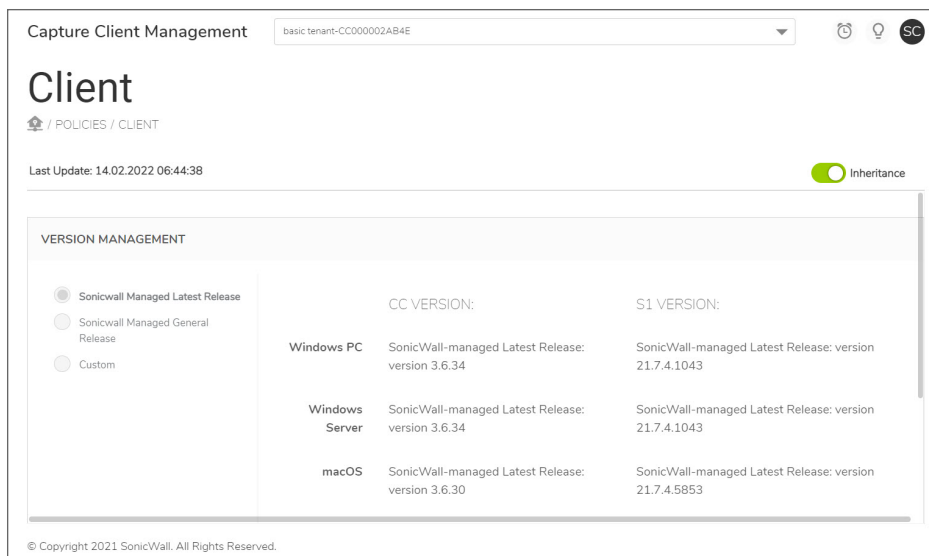 Capture Client Management
basic tenant-CC000002AB4E
SC
Client
/ POLICIES / CLIENT
Last Update: 14.02.2022 06:44:38
Inheritance
VERSION MANAGEMENT
Sonicwall Managed Latest Release
Sonicwall Managed General
Release
Custom
CC VERSION:
S1 VERSION:
Windows PC
SonicWall-managed Latest Release:
version 3.6.34
SonicWall-managed Latest Release: version
21.7.4.1043
Windows
Server
SonicWall-managed Latest Release:
version 3.6.34
SonicWall-managed Latest Release: version
21.7.4.1043
macOS
SonicWall-managed Latest Release:
version 3.6.30
SonicWall-managed Latest Release: version
21.7.4.5853
© Copyright 2021 SonicWall. All Rights Reserved.